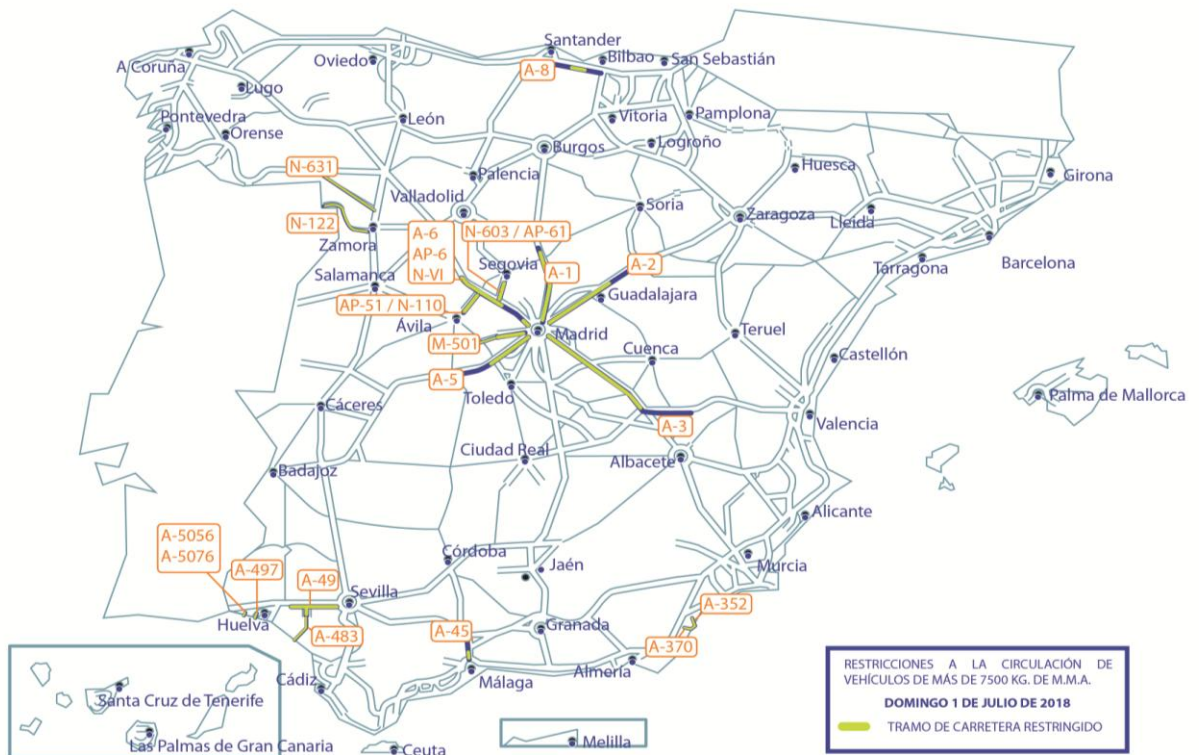 Santander
A Coruña
Oviedo
A-8
Bilbao
San Sebastián
Lugo
Pontevedra
Orense
León
Vitoria
Pamplona
Burgos
Logroño
Huesca
Girona
N-631
Palencia
Valladolid
Soria
Zaragoza
Lleida
N-122
Zamora
A-6
AP-6
N-VI
N-603 / AP-61
Segovia
A-1
A-2
Tarragona
Barcelona
Salamanca
AP-51 / N-110
Guadalajara
Ávila
M-501
Madrid
Teruel
Cuenca
Castellón
A-5
Toledo
Cáceres
A-3
Valencia
Palma de Mallorca
Ciudad Real
Albacete
Badajoz
Alicante
A-5056
A-5076
A-497
A-49
Córdoba
Jaén
Murcia
Sevilla
Huelva
A-483
A-45
Granada
A-352
A-370
Almería
Málaga
Cádiz
Santa Cruz de Tenerife
Las Palmas de Gran Canaria
Ceuta
Melilla
RESTRICCIONES A LA CIRCULACIÓN DE
VEHÍCULOS DE MÁS DE 7500 KG. DE M.M.A.
DOMINGO 1 DE JULIO DE 2018
TRAMO DE CARRETERA RESTRINGIDO